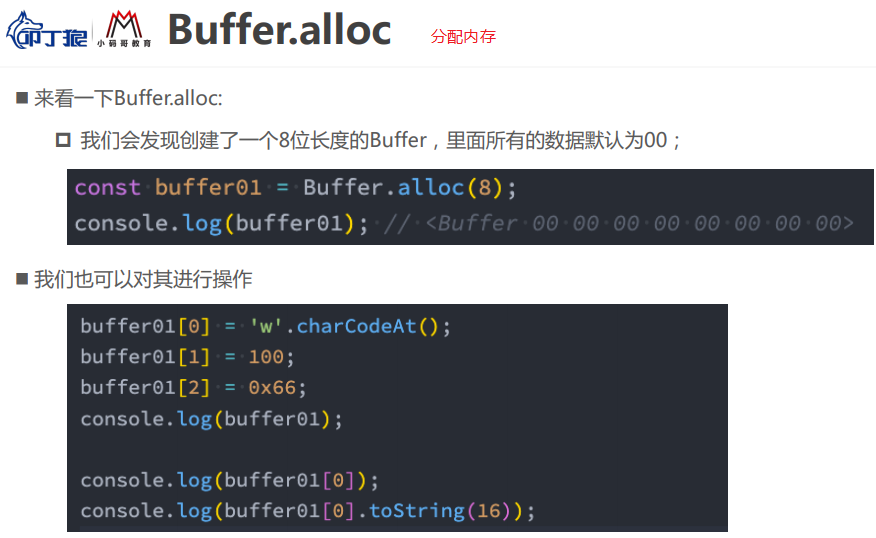 叩丁狼 小码哥教育 Buffer.alloc 分配内存
来看一下Buffer.alloc:
我们会发现创建了一个8位长度的Buffer，里面所有的数据默认为00；
const buffer01 = Buffer.alloc(8);
console.log(buffer01); // <Buffer 00 00 00 00 00 00 00 00>
我们也可以对其进行操作
buffer01[0] = 'w'.charCodeAt();
buffer01[1] = 100;
buffer01[2] = 0x66;
console.log(buffer01);
console.log(buffer01[0]);
console.log(buffer01[0].toString(16));